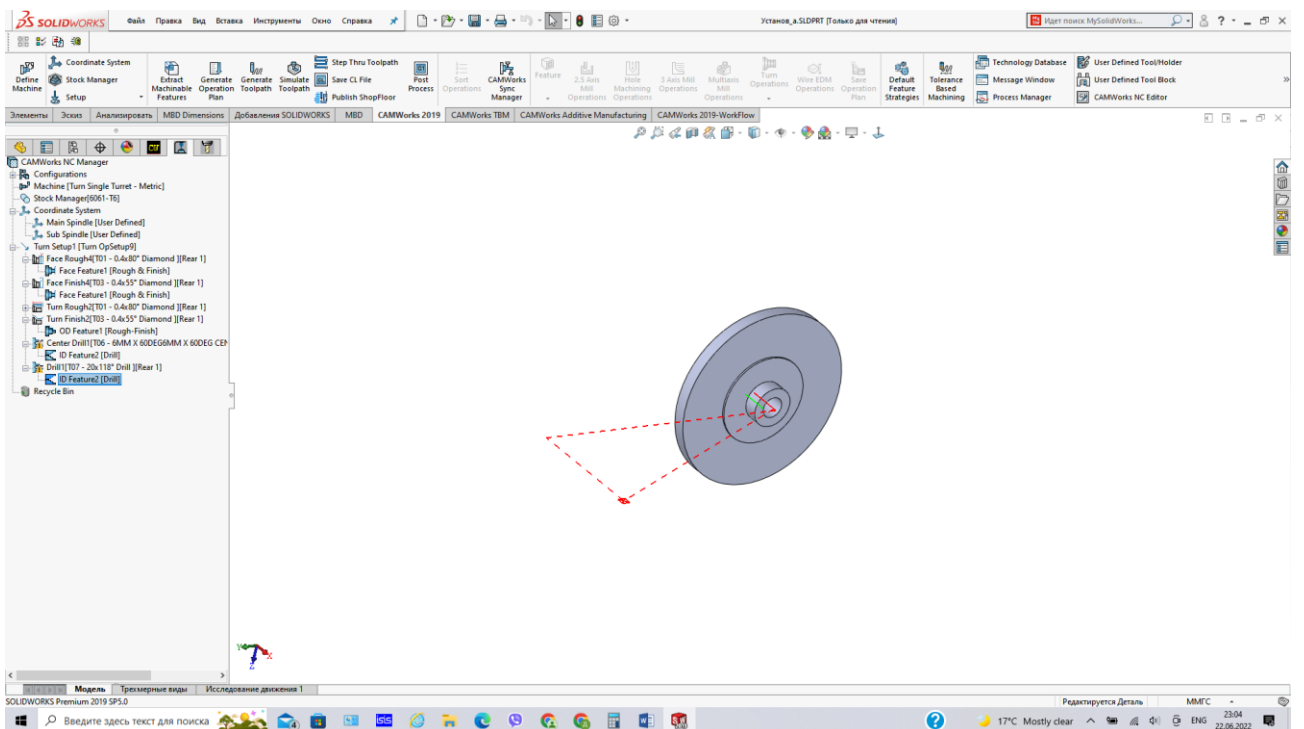 SOLIDWORKS Файл Правка Вид Вставка Инструменты Окно Справка Установ_a.SLDPRT [Только для чтения] Идет поиск MySolidWorks...
Define Machine Coordinate System Stock Manager Setup Extract Machinable Features Generate Operation Plan Generate Toolpath Simulate Toolpath Step Thru Toolpath Save CL File Publish ShopFloor Post Process Sort Operations CAMWorks Sync Manager Feature 2.5 Axis Mill Operations Hole Machining Operations 3 Axis Mill Operations Multiaxis Mill Operations Turn Operations Wire EDM Operations Save Operation Plan Default Feature Strategies Tolerance Based Machining Technology Database Message Window Process Manager User Defined Tool/Holder User Defined Tool Block CAMWorks NC Editor
Элементы Эскиз Анализировать MBD Dimensions Добавления SOLIDWORKS MBD CAMWorks 2019 CAMWorks TBM CAMWorks Additive Manufacturing CAMWorks 2019-WorkFlow
CAMWorks NC Manager
Configurations
Machine [Turn Single Turret - Metric]
Stock Manager[6061-T6]
Coordinate System
Main Spindle [User Defined]
Sub Spindle [User Defined]
Turn Setup1 [Turn OpSetup9]
Face Rough4[T01 - 0.4x80° Diamond ][Rear 1]
Face Feature1 [Rough & Finish]
Face Finish4[T03 - 0.4x55° Diamond ][Rear 1]
Face Feature1 [Rough & Finish]
Turn Rough2[T01 - 0.4x80° Diamond ][Rear 1]
Turn Finish2[T03 - 0.4x55° Diamond ][Rear 1]
OD Feature1 [Rough-Finish]
Center Drill1[T06 - 6MM X 60DEG6MM X 60DEG CEN
ID Feature2 [Drill]
Drill1[T07 - 20x118° Drill ][Rear 1]
ID Feature2 [Drill]
Recycle Bin
Y X
Z
Модель Трехмерные виды Исследование движения 1
SOLIDWORKS Premium 2019 SP5.0 Редактируется Деталь ММГС
Введите здесь текст для поиска 17°C Mostly clear ENG 23:04
22.06.2022